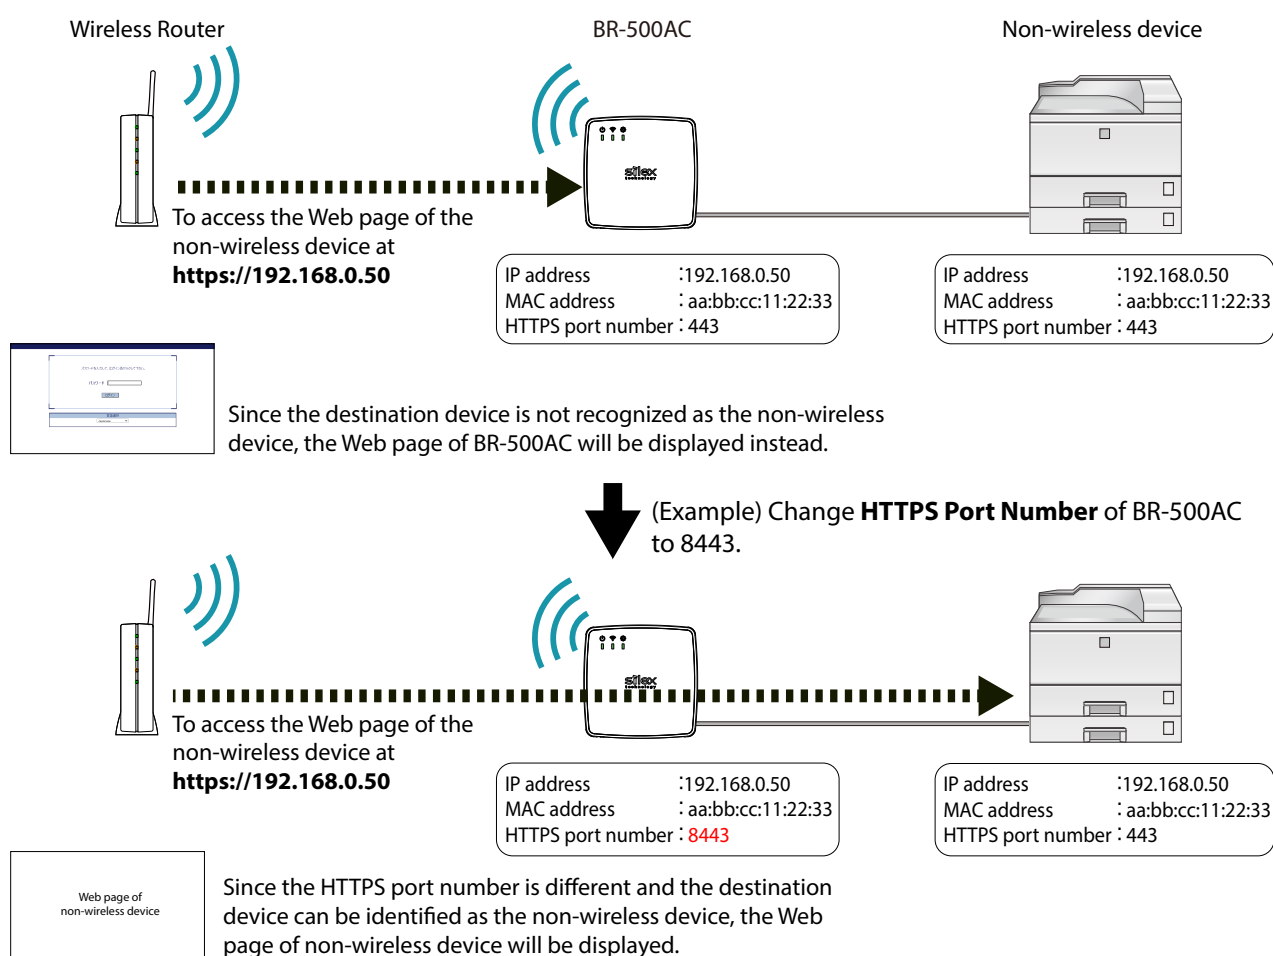 Wireless Router
BR-500AC
Non-wireless device
silex
technology
To access the Web page of the
non-wireless device at
https://192.168.0.50
IP address :192.168.0.50
MAC address : aa:bb:cc:11:22:33
HTTPS port number : 443
IP address :192.168.0.50
MAC address : aa:bb:cc:11:22:33
HTTPS port number : 443
Since the destination device is not recognized as the non-wireless
device, the Web page of BR-500AC will be displayed instead.
(Example) Change HTTPS Port Number of BR-500AC
to 8443.
silex
technology
To access the Web page of the
non-wireless device at
https://192.168.0.50
IP address :192.168.0.50
MAC address : aa:bb:cc:11:22:33
HTTPS port number : 8443
IP address :192.168.0.50
MAC address : aa:bb:cc:11:22:33
HTTPS port number : 443
Web page of
non-wireless device
Since the HTTPS port number is different and the destination
device can be identified as the non-wireless device, the Web
page of non-wireless device will be displayed.